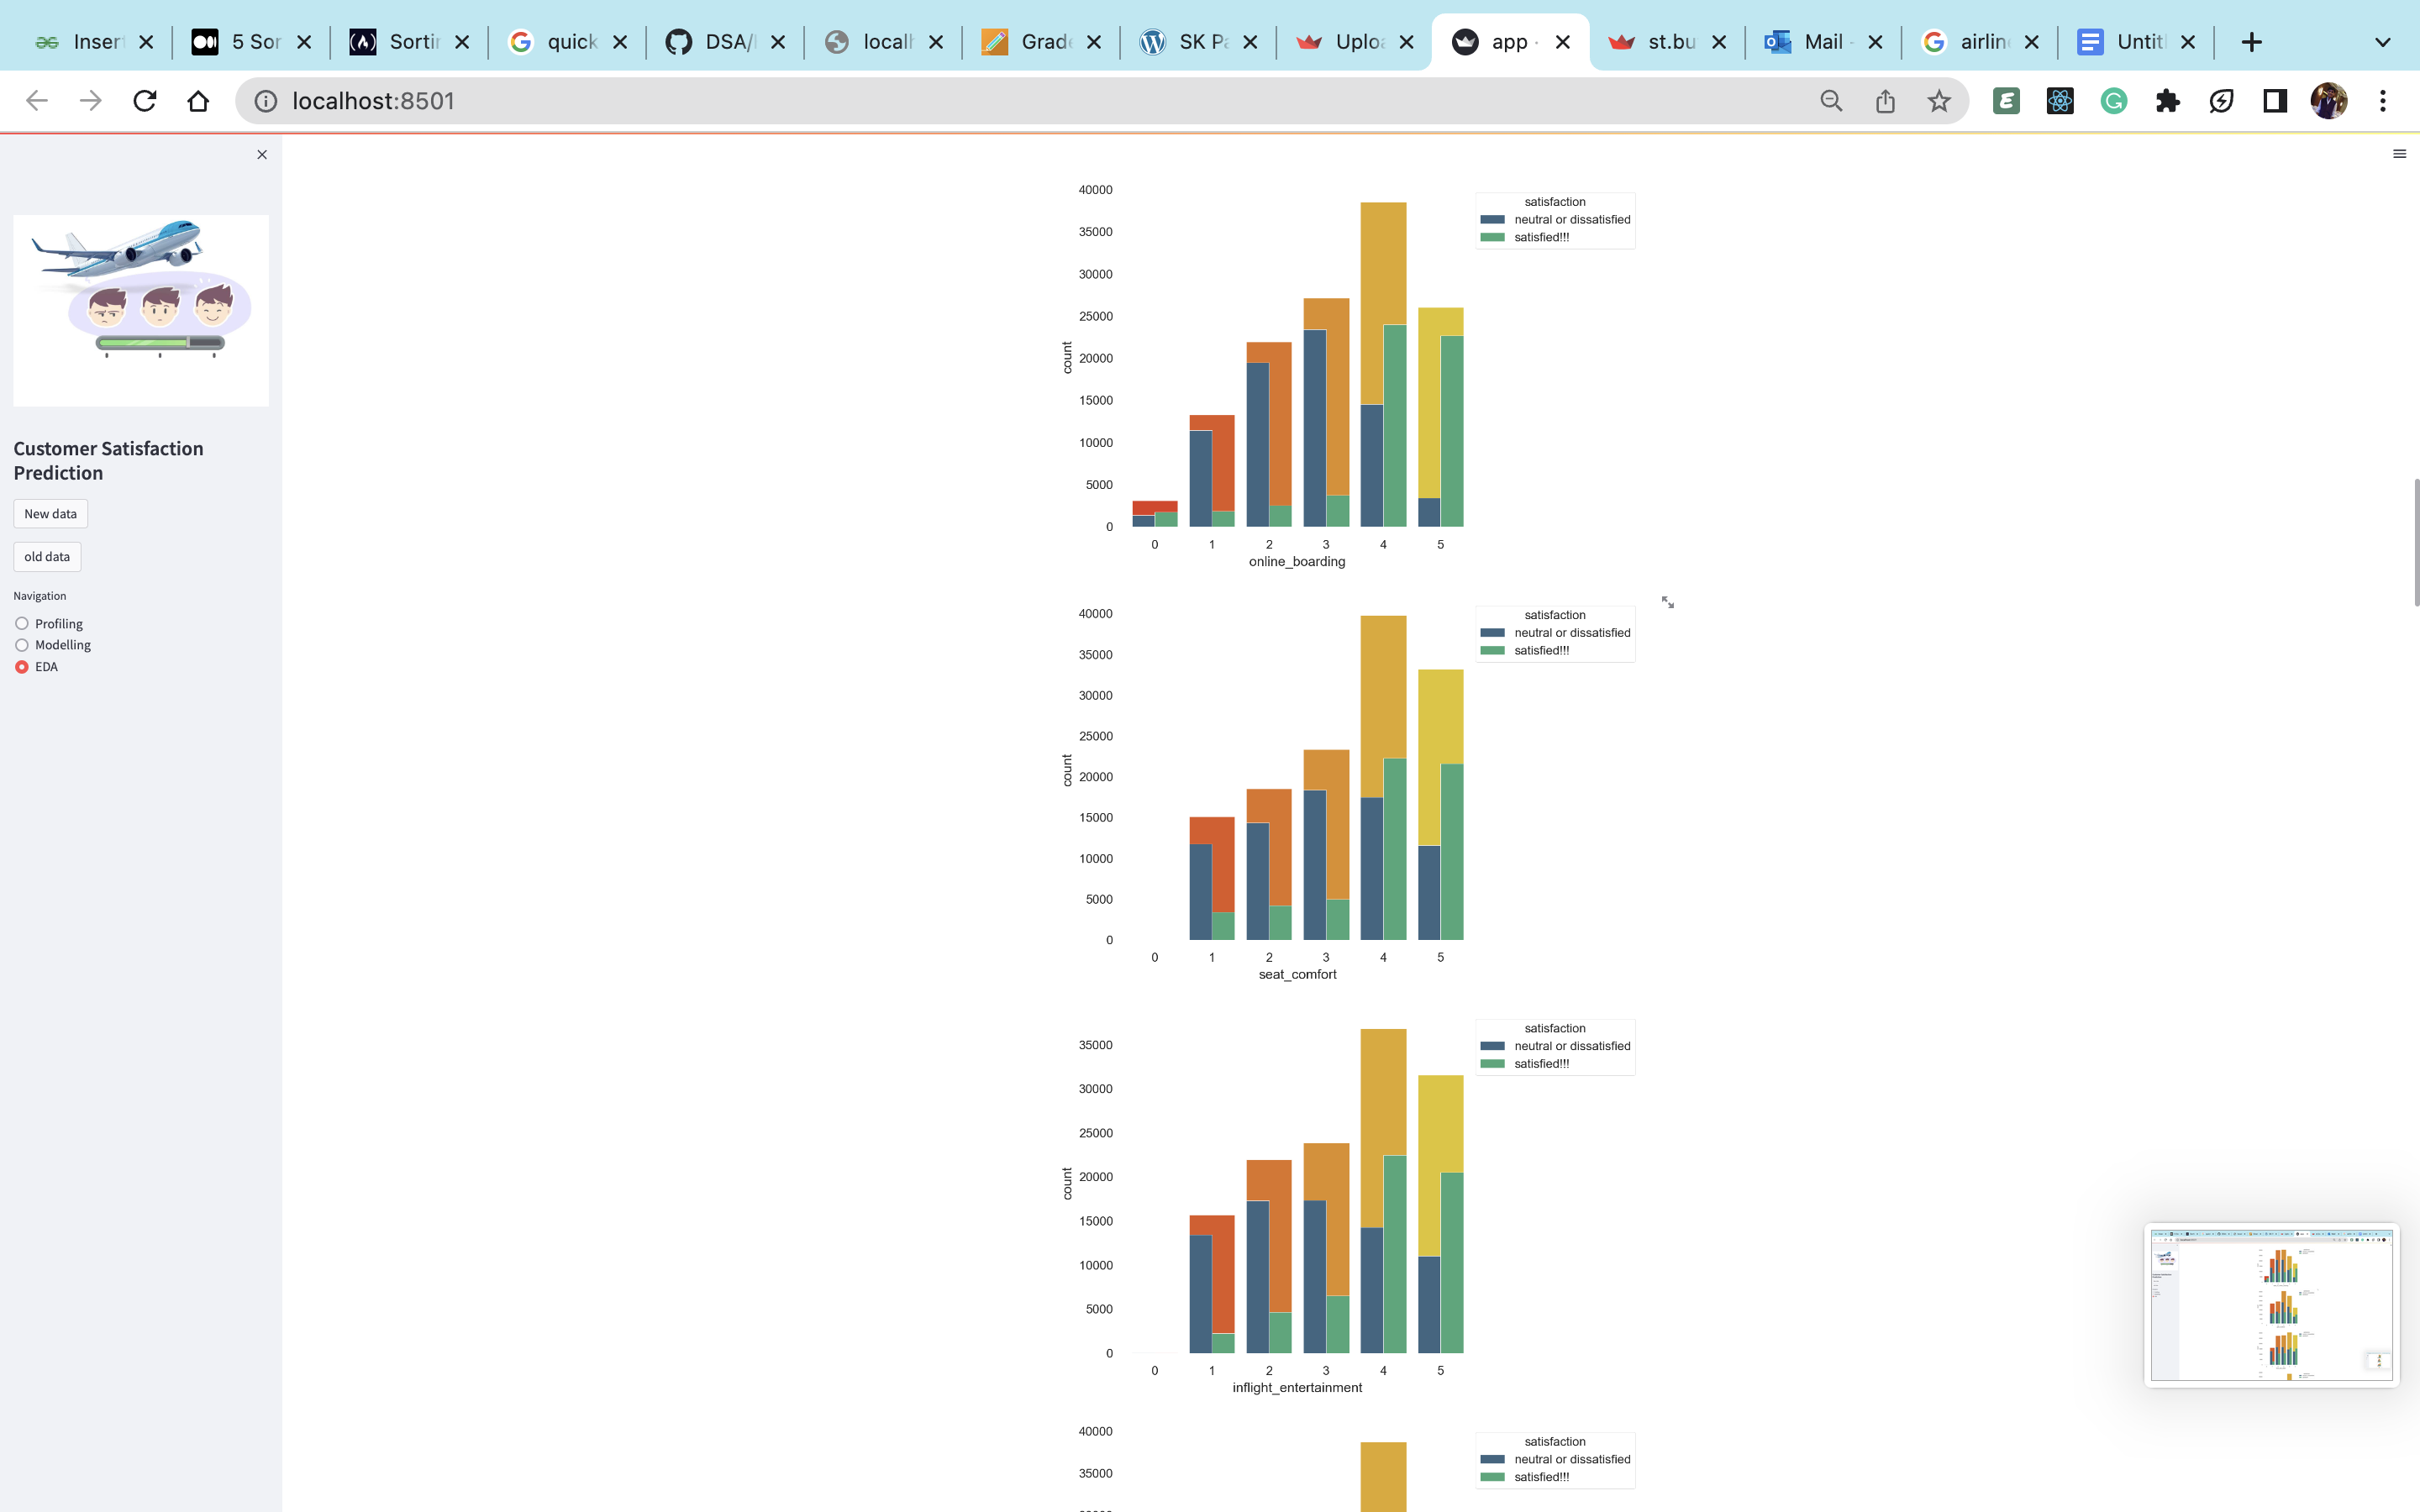 Inser
5 Sor
Sortir
quick
DSA/
localh
Grade
SK Pa
Uploa
app ·
st.bu
Mail -
airlin
Untit
localhost:8501
Customer Satisfaction
Prediction
New data
old data
Navigation
Profiling
Modelling
EDA
40000
35000
30000
25000
20000
15000
10000
5000
0
count
0 1 2 3 4 5
online_boarding
satisfaction
neutral or dissatisfied
satisfied!!!
40000
35000
30000
25000
20000
15000
10000
5000
0
count
0 1 2 3 4 5
seat_comfort
satisfaction
neutral or dissatisfied
satisfied!!!
35000
30000
25000
20000
15000
10000
5000
0
count
0 1 2 3 4 5
inflight_entertainment
satisfaction
neutral or dissatisfied
satisfied!!!
40000
35000
satisfaction
neutral or dissatisfied
satisfied!!!